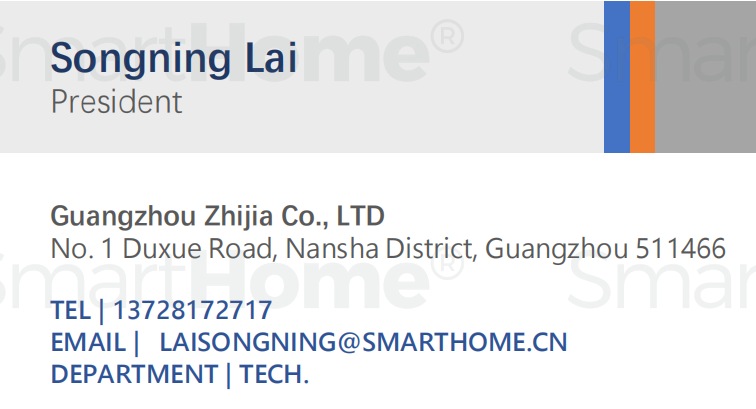 SmartHome®
Songning Lai
President
Guangzhou Zhijia Co., LTD
No. 1 Duxue Road, Nansha District, Guangzhou 511466
SmartHome®
TEL | 13728172717
EMAIL | LAISONGNING@SMARTHOME.CN
DEPARTMENT | TECH.